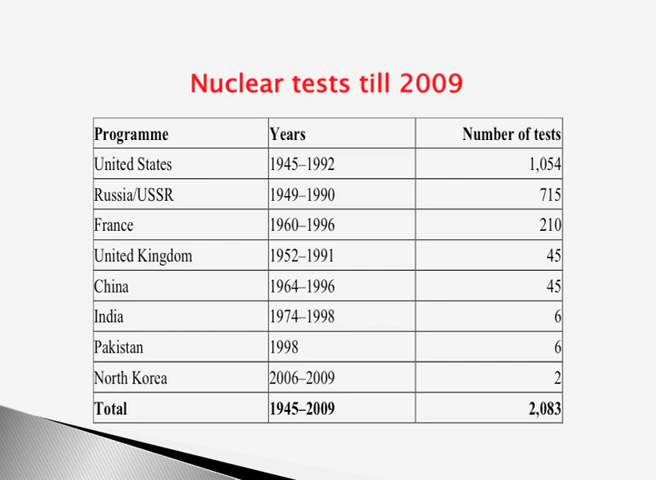 Nuclear tests till 2009
Programme Years Number of tests
United States 1945–1992 1,054
Russia/USSR 1949–1990 715
France 1960–1996 210
United Kingdom 1952–1991 45
China 1964–1996 45
India 1974–1998 6
Pakistan 1998 6
North Korea 2006–2009 2
Total 1945–2009 2,083